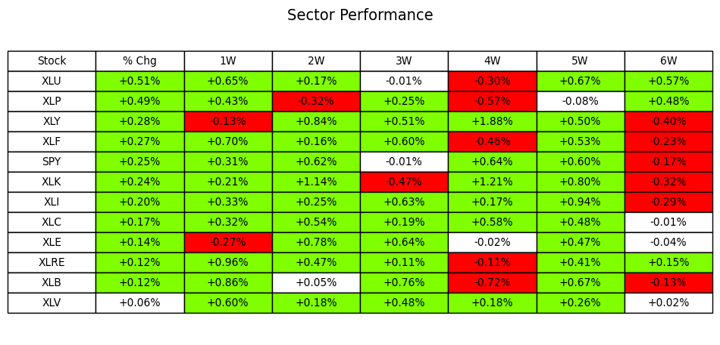 Sector Performance
Stock % Chg 1W 2W 3W 4W 5W 6W
XLU +0.51% +0.65% +0.17% -0.01% -0.30% +0.67% +0.57%
XLP +0.49% +0.43% -0.32% +0.25% -0.57% -0.08% +0.48%
XLY +0.28% -0.13% +0.84% +0.51% +1.88% +0.50% -0.40%
XLF +0.27% +0.70% +0.16% +0.60% -0.46% +0.53% -0.23%
SPY +0.25% +0.31% +0.62% -0.01% +0.64% +0.60% -0.17%
XLK +0.24% +0.21% +1.14% -0.47% +1.21% +0.80% -0.32%
XLI +0.20% +0.33% +0.25% +0.63% +0.17% +0.94% -0.29%
XLC +0.17% +0.32% +0.54% +0.19% +0.58% +0.48% -0.01%
XLE +0.14% -0.27% +0.78% +0.64% -0.02% +0.47% -0.04%
XLRE +0.12% +0.96% +0.47% +0.11% -0.11% +0.41% +0.15%
XLB +0.12% +0.86% +0.05% +0.76% -0.72% +0.67% -0.13%
XLV +0.06% +0.60% +0.18% +0.48% +0.18% +0.26% +0.02%